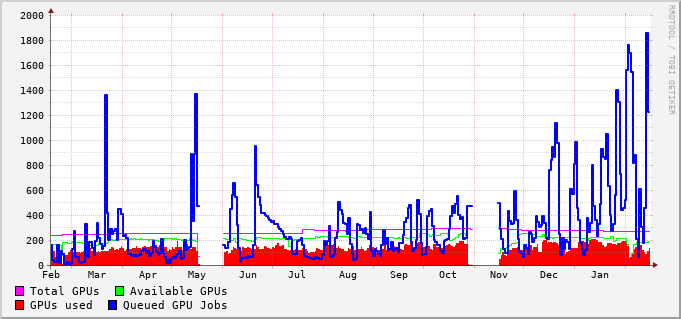 2000
1800
1600
1400
1200
1000
800
600
400
200
0
Feb Mar Apr May Jun Jul Aug Sep Oct Nov Dec Jan
Total GPUs Available GPUs
GPUs used Queued GPU Jobs
RRDTOOL / TOBI OETIKER